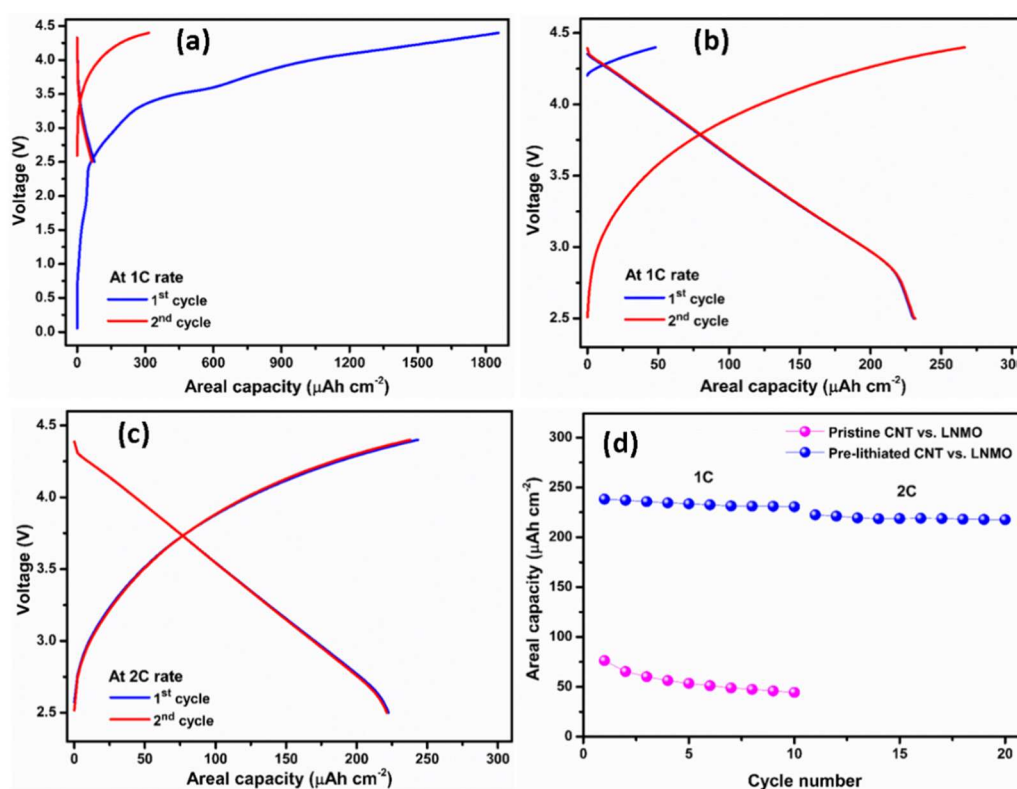 (a)
4.5
4.0
3.5
3.0
2.5
2.0
1.5
1.0
0.5
0.0
Voltage (V)
At 1C rate
1st cycle
2nd cycle
0 300 600 900 1200 1500 1800
Areal capacity (μAh cm-2)
(b)
4.5
4.0
3.5
3.0
2.5
Voltage (V)
At 1C rate
1st cycle
2nd cycle
0 50 100 150 200 250 300
Areal capacity (μAh cm-2)
(c)
4.5
4.0
3.5
3.0
2.5
Voltage (V)
At 2C rate
1st cycle
2nd cycle
0 50 100 150 200 250 300
Areal capacity (μAh cm-2)
(d)
Pristine CNT vs. LNMO
Pre-lithiated CNT vs. LNMO
1C
2C
300
250
200
150
100
50
0
Areal capacity (μAh cm-2)
0 5 10 15 20
Cycle number